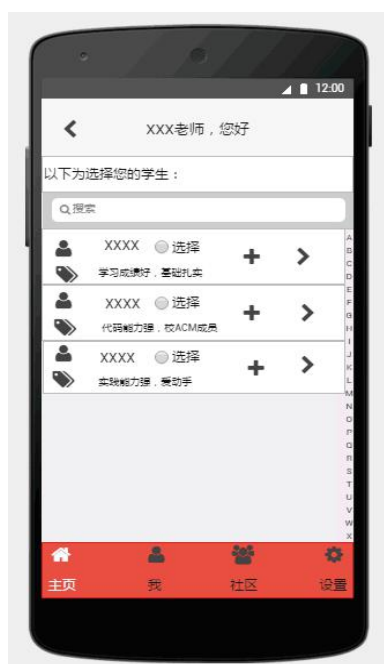 12:00
XXX老师，您好
以下为选择您的学生：
搜索
XXXX 选择
学习成绩好，基础扎实
XXXX 选择
代码能力强，校ACM成员
XXXX 选择
实践能力强，爱动手
A
B
C
D
E
F
G
H
I
J
K
L
M
N
O
P
Q
R
S
T
U
V
W
X
主页 我 社区 设置